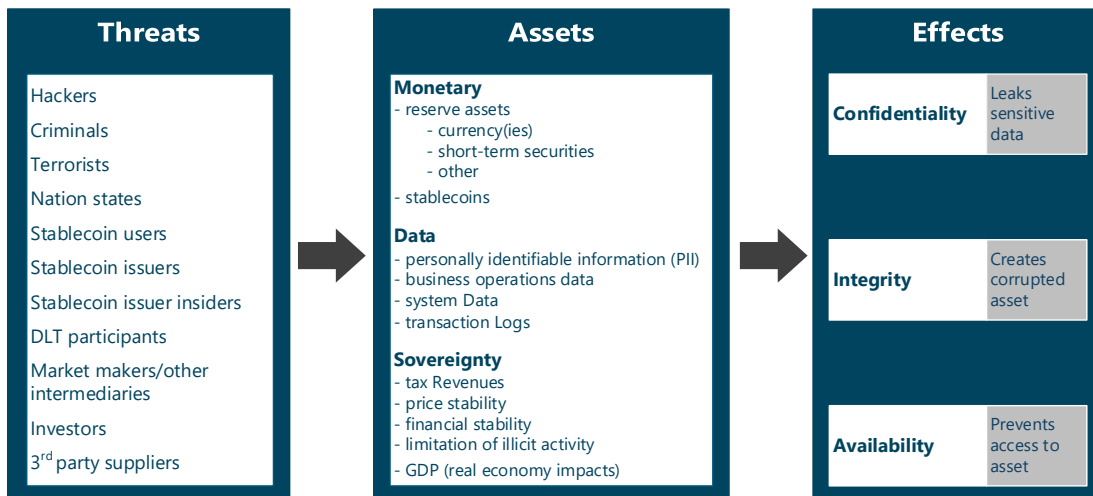 Threats
Hackers
Criminals
Terrorists
Nation states
Stablecoin users
Stablecoin issuers
Stablecoin issuer insiders
DLT participants
Market makers/other
intermediaries
Investors
3rd party suppliers
Assets
Monetary
- reserve assets
- currency(ies)
- short-term securities
- other
- stablecoins
Data
- personally identifiable information (PII)
- business operations data
- system Data
- transaction Logs
Sovereignty
- tax Revenues
- price stability
- financial stability
- limitation of illicit activity
- GDP (real economy impacts)
Effects
Confidentiality
Leaks
sensitive
data
Integrity
Creates
corrupted
asset
Availability
Prevents
access to
asset